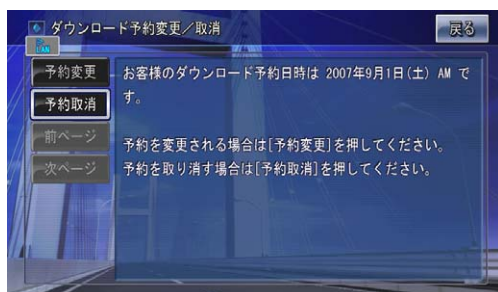 ダウンロード予約変更／取消
戻る
LAN
予約変更
予約取消
前ページ
次ページ
お客様のダウンロード予約日時は 2007年9月1日(土) AM で
す。
予約を変更される場合は[予約変更]を押してください。
予約を取り消す場合は[予約取消]を押してください。